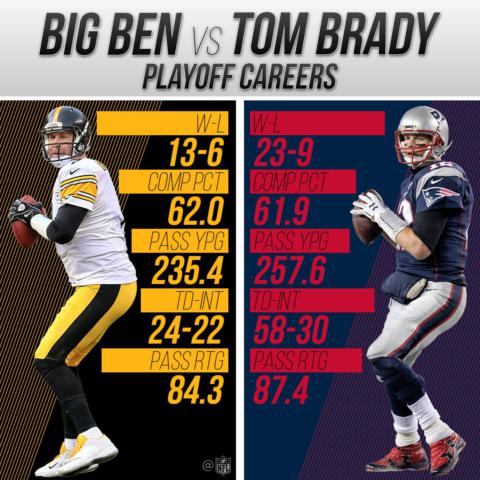 BIG BEN VS TOM BRADY
PLAYOFF CAREERS
W-L
13-6
COMP PCT
62.0
PASS YPG
235.4
TD-INT
24-22
PASS RTG
84.3
@NFL
W-L
23-9
COMP PCT
61.9
PASS YPG
257.6
TD-INT
58-30
PASS RTG
87.4